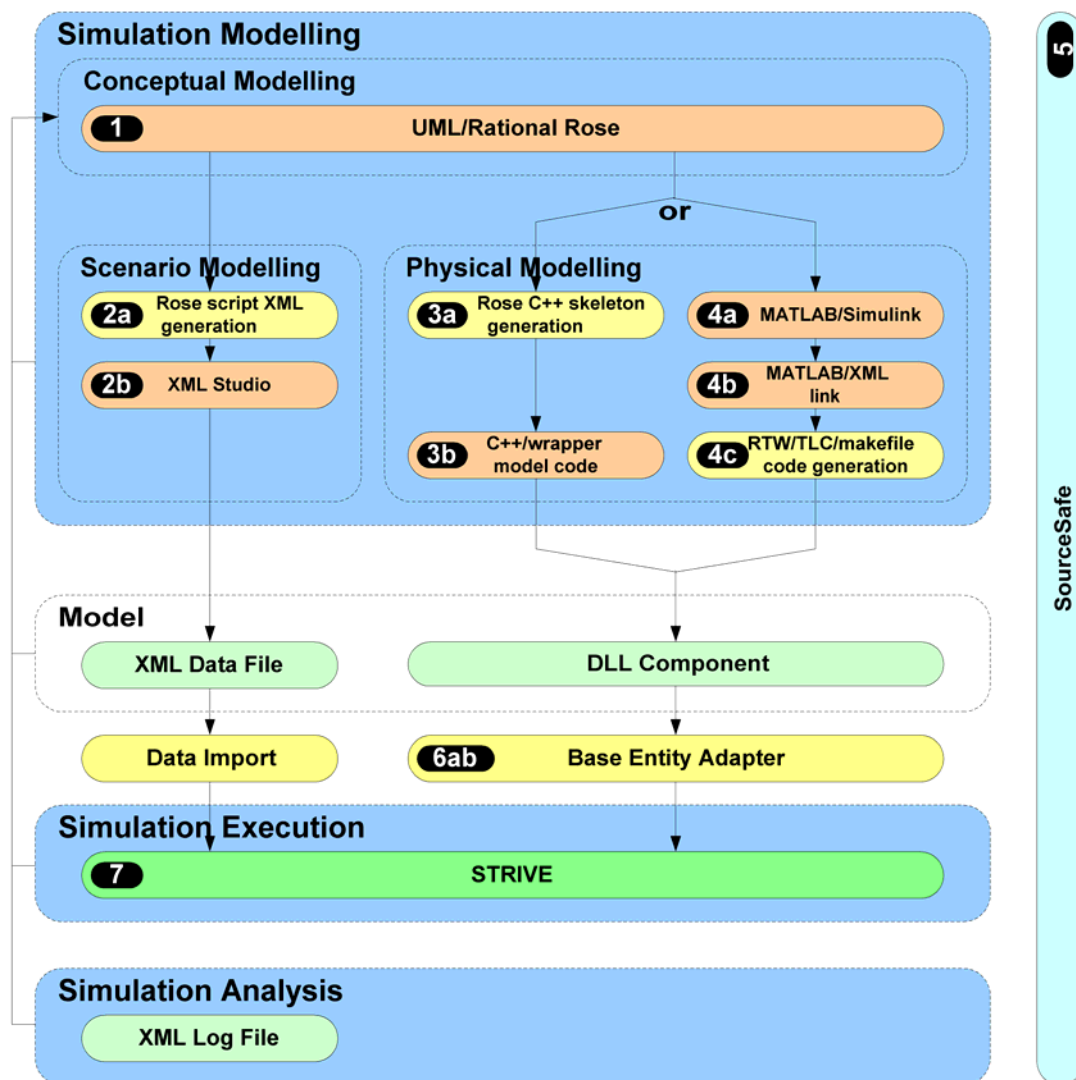 Simulation Modelling
Conceptual Modelling
1 UML/Rational Rose
or
Scenario Modelling
2a Rose script XML
generation
2b XML Studio
Physical Modelling
3a Rose C++ skeleton
generation
3b C++/wrapper
model code
4a MATLAB/Simulink
4b MATLAB/XML
link
4c RTW/TLC/makefile
code generation
Model
XML Data File
DLL Component
Data Import
6ab Base Entity Adapter
Simulation Execution
7 STRIVE
Simulation Analysis
XML Log File
5
SourceSafe